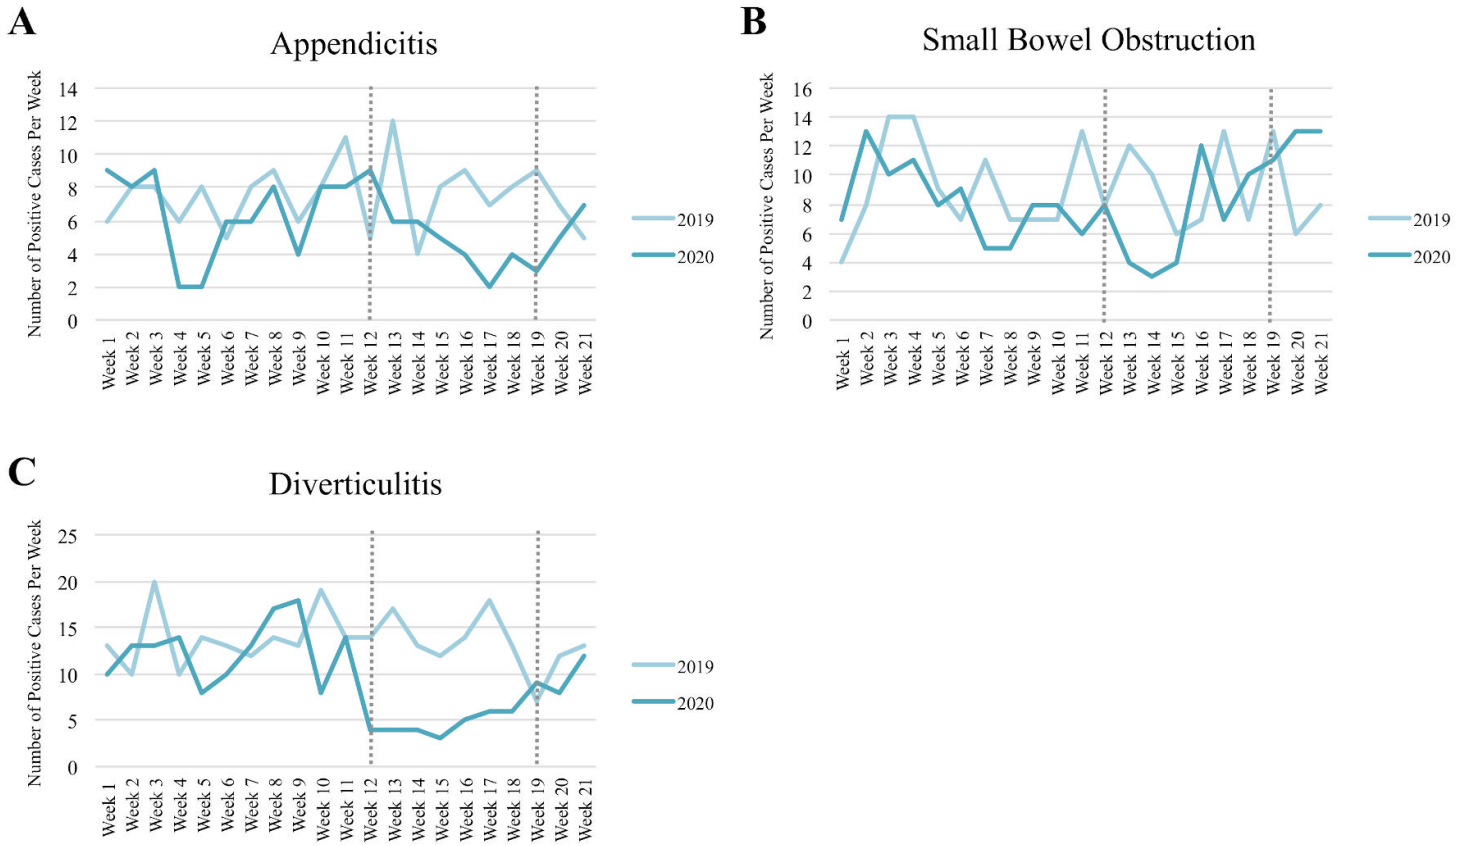 A
Appendicitis
Number of Positive Cases Per Week
14
12
10
8
6
4
2
0
Week 1
Week 2
Week 3
Week 4
Week 5
Week 6
Week 7
Week 8
Week 9
Week 10
Week 11
Week 12
Week 13
Week 14
Week 15
Week 16
Week 17
Week 18
Week 19
Week 20
Week 21
2019
2020
B
Small Bowel Obstruction
Number of Positive Cases Per Week
16
14
12
10
8
6
4
2
0
Week 1
Week 2
Week 3
Week 4
Week 5
Week 6
Week 7
Week 8
Week 9
Week 10
Week 11
Week 12
Week 13
Week 14
Week 15
Week 16
Week 17
Week 18
Week 19
Week 20
Week 21
2019
2020
C
Diverticulitis
Number of Positive Cases Per Week
25
20
15
10
5
0
Week 1
Week 2
Week 3
Week 4
Week 5
Week 6
Week 7
Week 8
Week 9
Week 10
Week 11
Week 12
Week 13
Week 14
Week 15
Week 16
Week 17
Week 18
Week 19
Week 20
Week 21
2019
2020